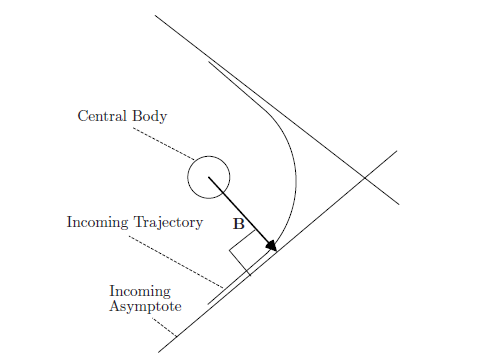 Central Body
Incoming Trajectory
B
Incoming
Asymptote